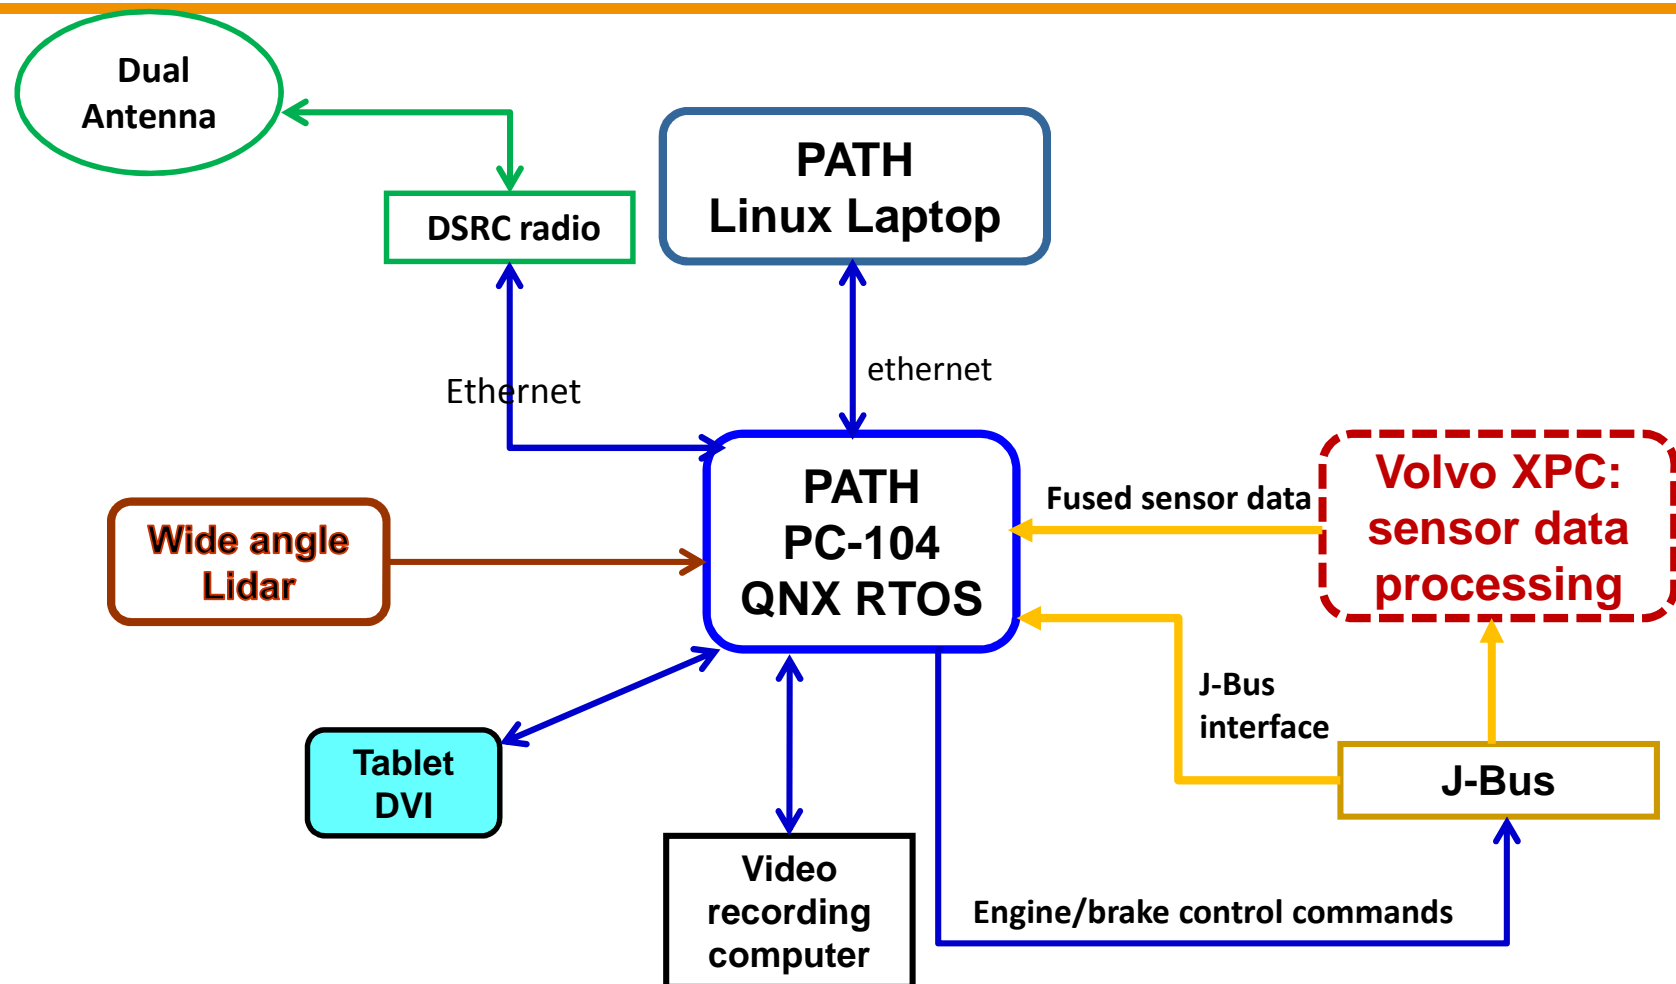 Dual
Antenna
DSRC radio
PATH
Linux Laptop
Ethernet
ethernet
Wide angle
Lidar
PATH
PC-104
QNX RTOS
Fused sensor data
Volvo XPC:
sensor data
processing
J-Bus
interface
J-Bus
Tablet
DVI
Video
recording
computer
Engine/brake control commands